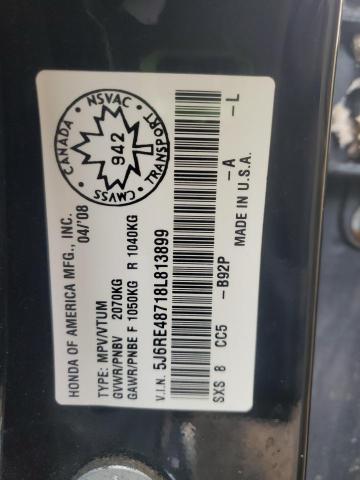 HONDA OF AMERICA MFG., INC.
04/'08
TYPE: MPV/VTUM
GVWR/PNBV 2070KG
GAWR/PNBE F 1050KG R 1040KG
V.I.N. 5J6RE48718L813899
SXS 8 CC5 – B92P – A – L
MADE IN U.S.A.
CANADA
NSVAC
TRANSPORT
CMVSS
942